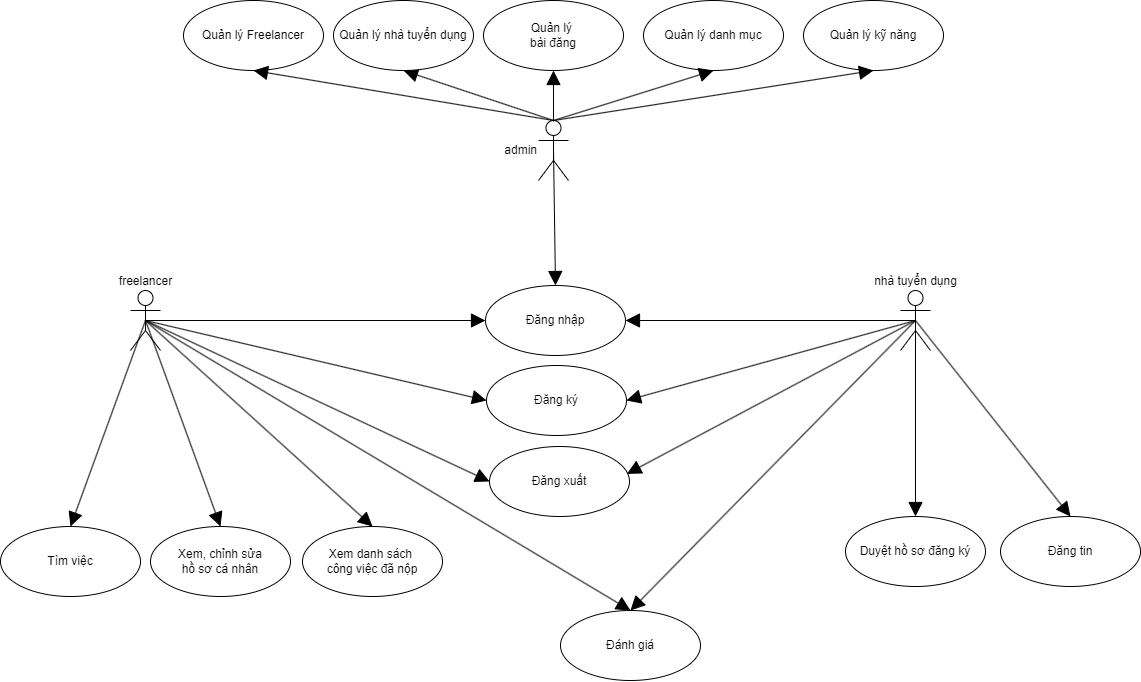 Quản lý Freelancer
Quản lý nhà tuyển dụng
Quản lý
bài đăng
Quản lý danh mục
Quản lý kỹ năng
admin
freelancer
nhà tuyển dụng
Đăng nhập
Đăng ký
Đăng xuất
Tìm việc
Xem, chỉnh sửa
hồ sơ cá nhân
Xem danh sách
công việc đã nộp
Duyệt hồ sơ đăng ký
Đăng tin
Đánh giá